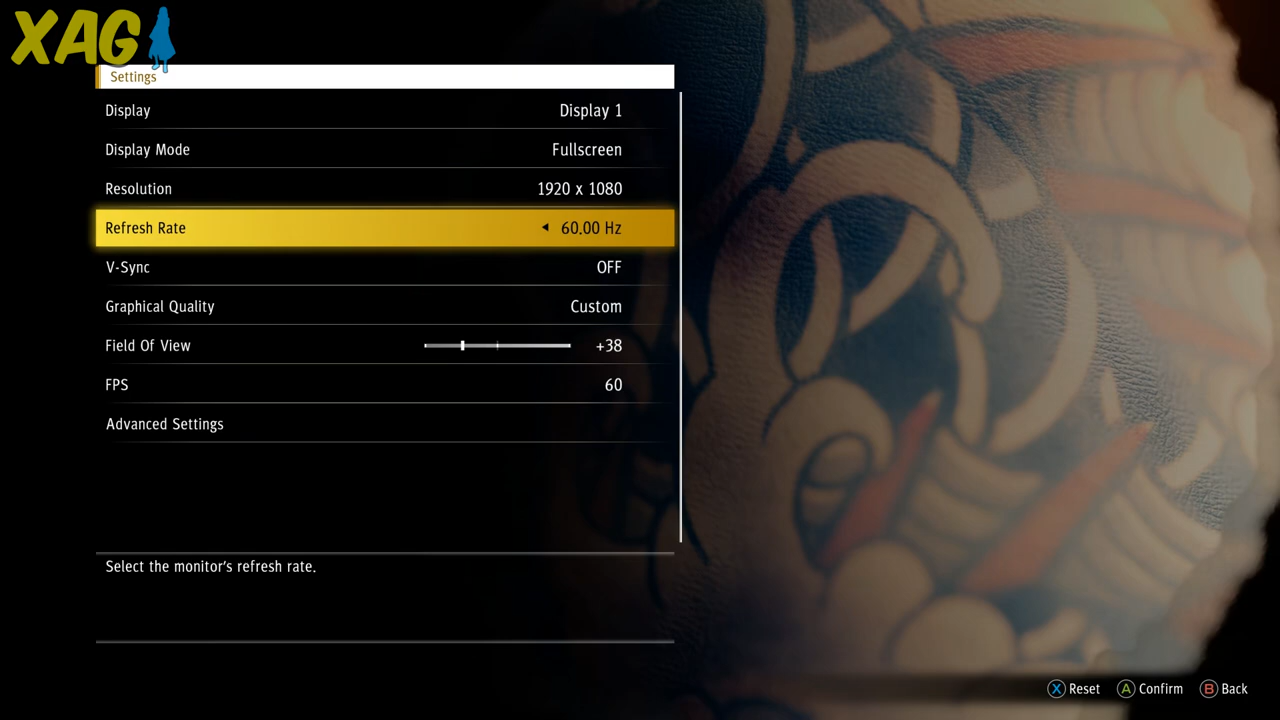 XAG
Settings
Display Display 1
Display Mode Fullscreen
Resolution 1920 x 1080
Refresh Rate ◄ 60.00 Hz
V-Sync OFF
Graphical Quality Custom
Field Of View +38
FPS 60
Advanced Settings
Select the monitor's refresh rate.
X Reset A Confirm B Back